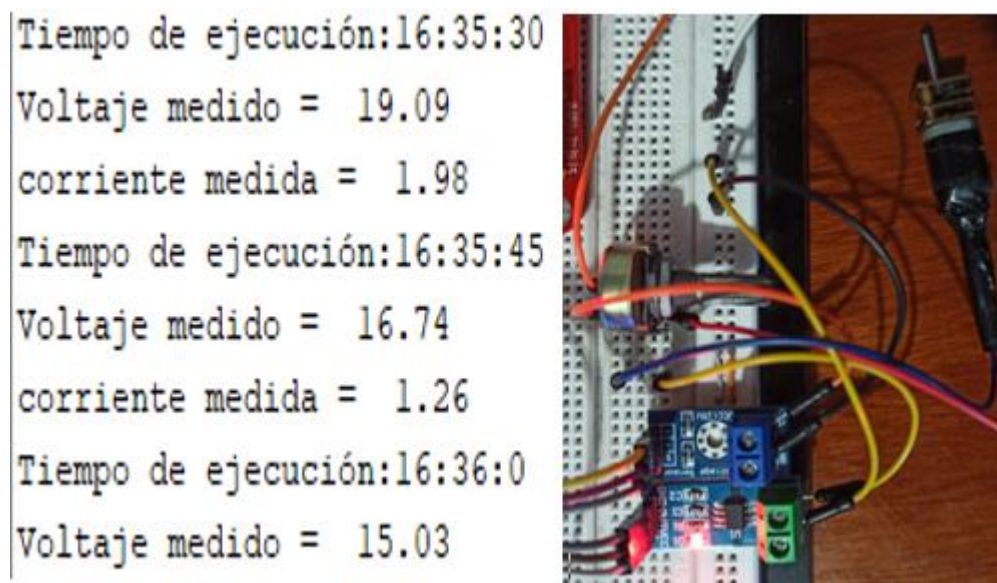 Tiempo de ejecución:16:35:30
Voltaje medido =  19.09
corriente medida =  1.98
Tiempo de ejecución:16:35:45
Voltaje medido =  16.74
corriente medida =  1.26
Tiempo de ejecución:16:36:0
Voltaje medido =  15.03